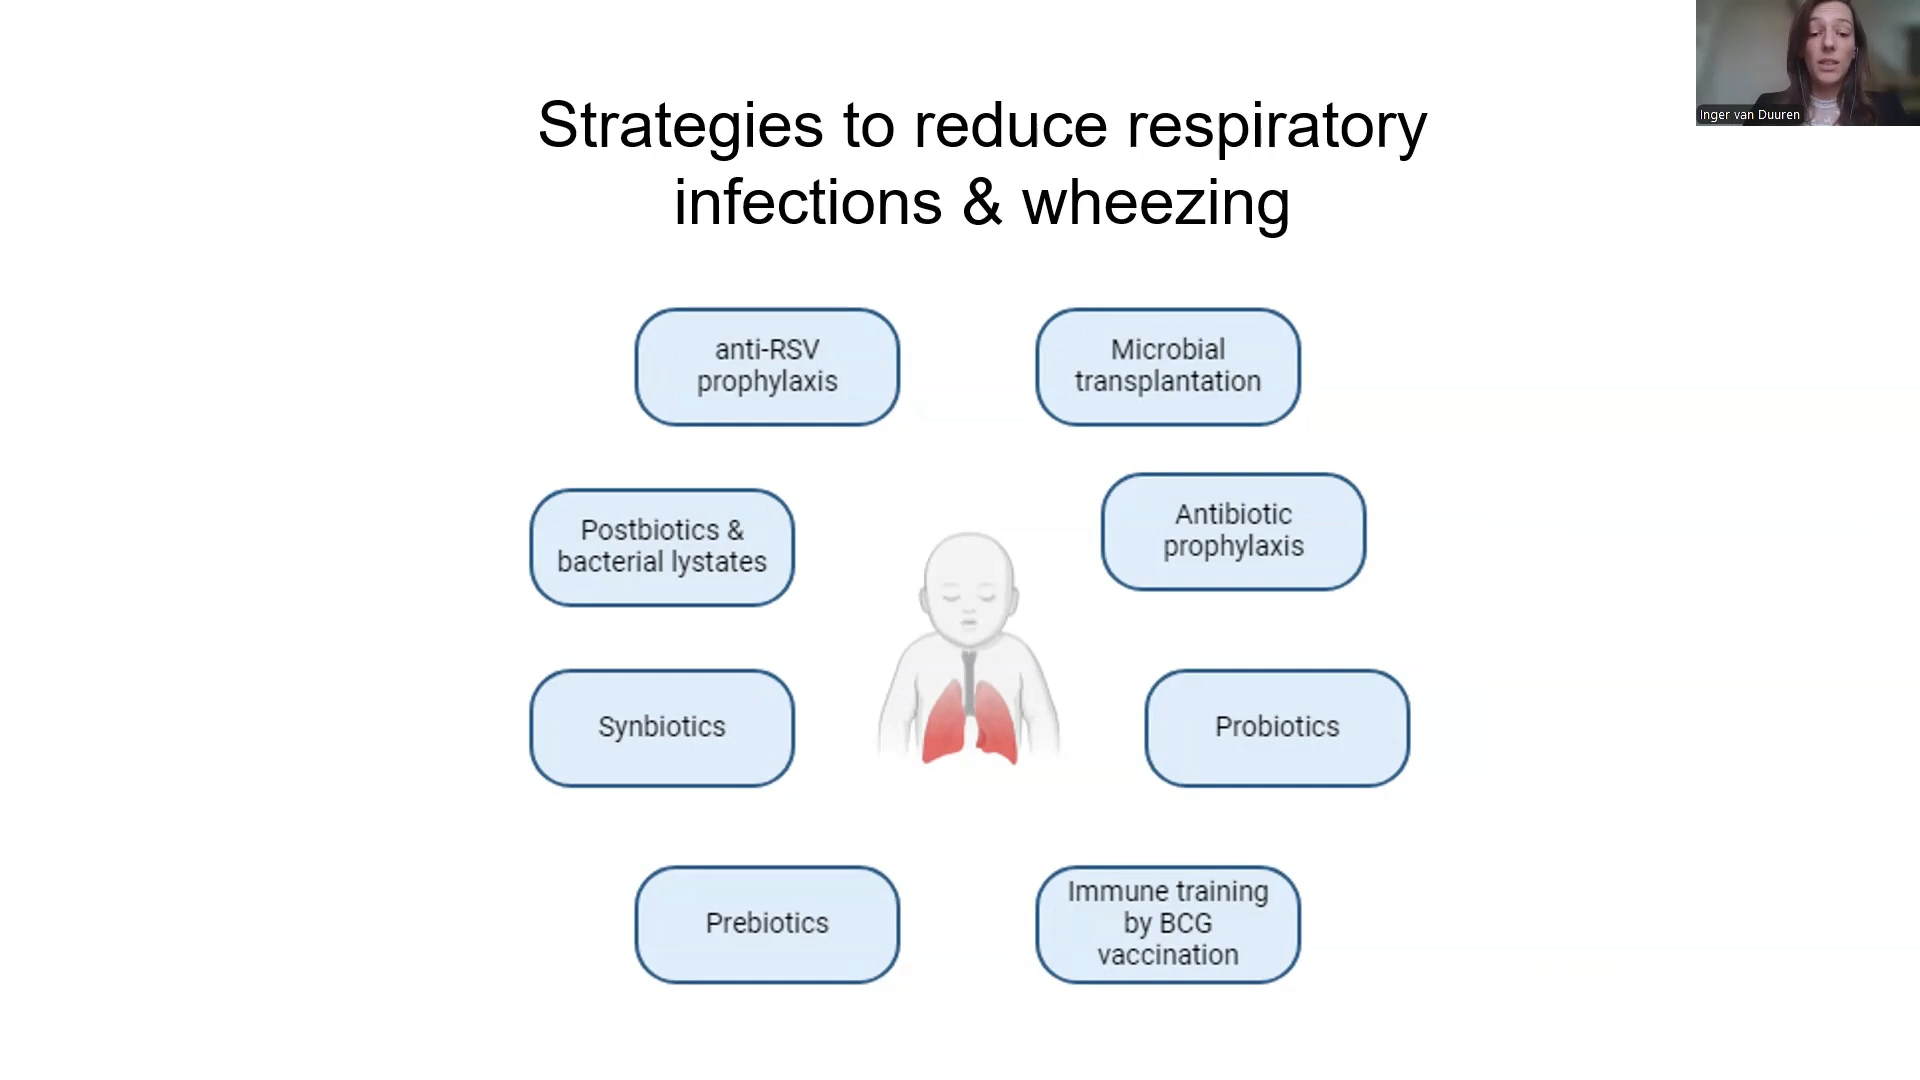 Strategies to reduce respiratory
infections & wheezing
Inger van Duuren
anti-RSV
prophylaxis
Microbial
transplantation
Postbiotics &
bacterial lystates
Antibiotic
prophylaxis
Synbiotics
Probiotics
Prebiotics
Immune training
by BCG
vaccination